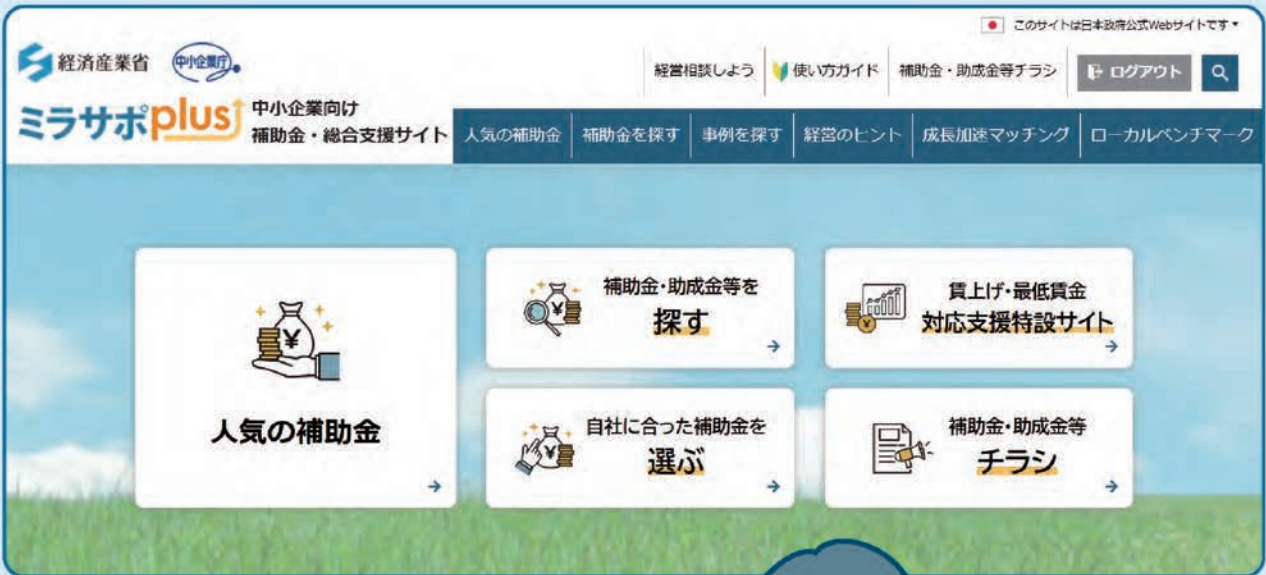 このサイトは日本政府公式Webサイトです
経済産業省
中小企業庁
経営相談しよう
使い方ガイド
補助金・助成金等チラシ
ログアウト
ミラサポplus
中小企業向け
補助金・総合支援サイト
人気の補助金
補助金を探す
事例を探す
経営のヒント
成長加速マッチング
ローカルベンチマーク
人気の補助金
補助金・助成金等を
探す
賃上げ・最低賃金
対応支援特設サイト
自社に合った補助金を
選ぶ
補助金・助成金等
チラシ